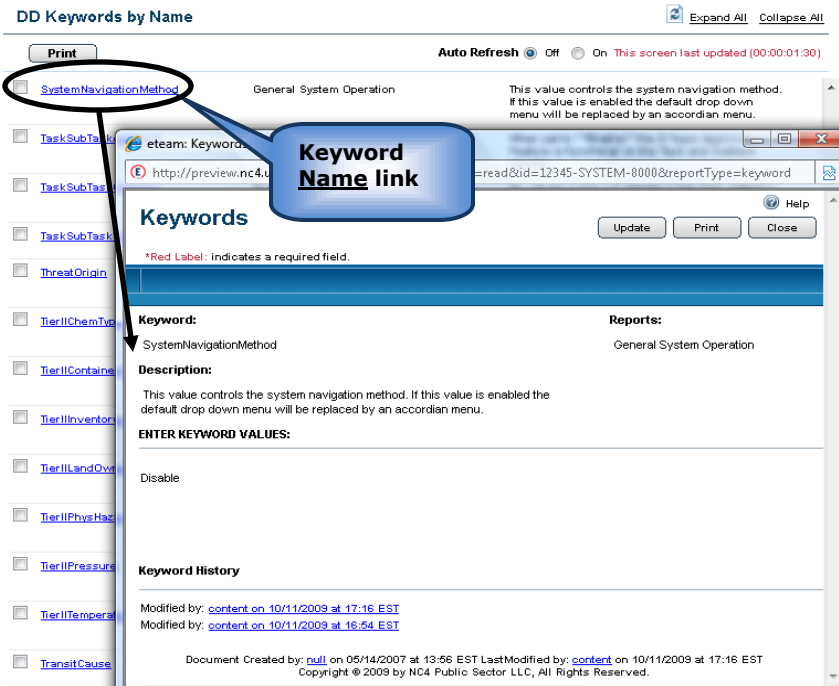 DD Keywords by Name
Expand All Collapse All
Print
Auto Refresh Off On This screen last updated (00:00:01:30)
SystemNavigationMethod General System Operation This value controls the system navigation method.
If this value is enabled the default drop down
menu will be replaced by an accordian menu.
TaskSubTask
TaskSubTas
TaskSubTask
ThreatOrigin
TierIIChemTyp
TierIIContaine
TierIIInventor
TierIILandOw
TierIIPhysHaz
TierIIPressure
TierIITempera
TransitCause
Keyword
Name link
eteam: Keywords
http://preview.nc4.u =read&id=12345-SYSTEM-8000&reportType=keyword
Help
Keywords
Update Print Close
*Red Label: indicates a required field.
Keyword: Reports:
SystemNavigationMethod General System Operation
Description:
This value controls the system navigation method. If this value is enabled the
default drop down menu will be replaced by an accordian menu.
ENTER KEYWORD VALUES:
Disable
Keyword History
Modified by: content on 10/11/2009 at 17:16 EST
Modified by: content on 10/11/2009 at 16:54 EST
Document Created by: null on 05/14/2007 at 13:56 EST LastModified by: content on 10/11/2009 at 17:16 EST
Copyright © 2009 by NC4 Public Sector LLC, All Rights Reserved.